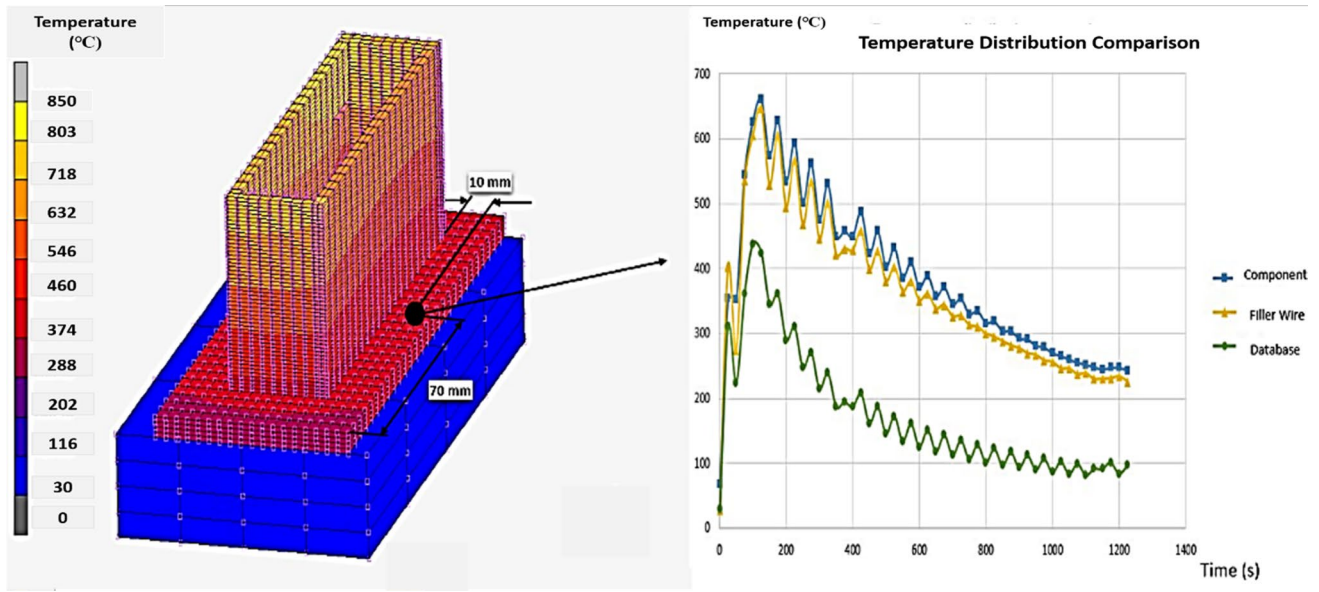 Temperature
(°C)
850
803
718
632
546
460
374
288
202
116
30
0
10 mm
70 mm
Temperature (°C)
Temperature Distribution Comparison
700
600
500
400
300
200
100
0
0 200 400 600 800 1000 1200 1400
Time (s)
Component
Filler Wire
Database